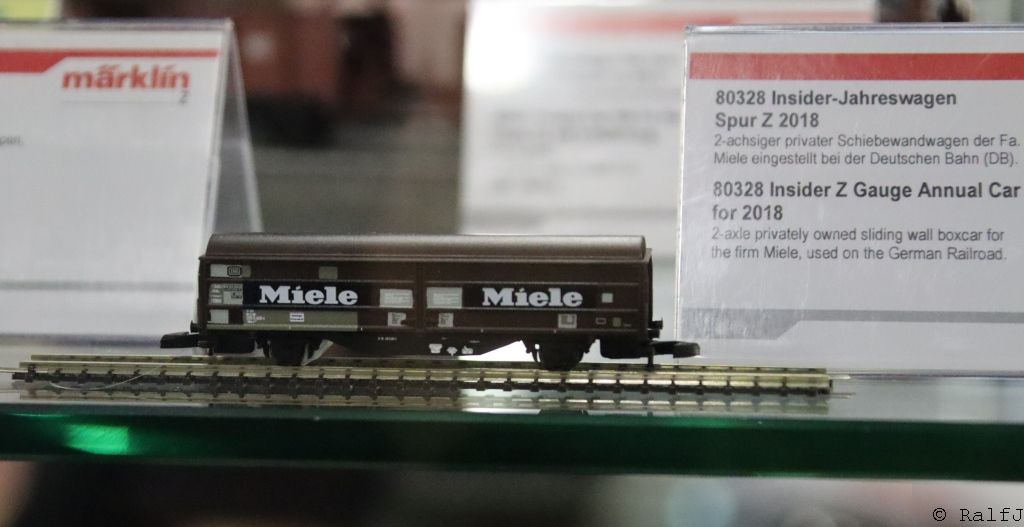 märklin
Z
pen.
80328 Insider-Jahreswagen
Spur Z 2018
2-achsiger privater Schiebewandwagen der Fa.
Miele eingestellt bei der Deutschen Bahn (DB).
80328 Insider Z Gauge Annual Car
for 2018
2-axle privately owned sliding wall boxcar for
the firm Miele, used on the German Railroad.
Miele Miele
© RalfJ